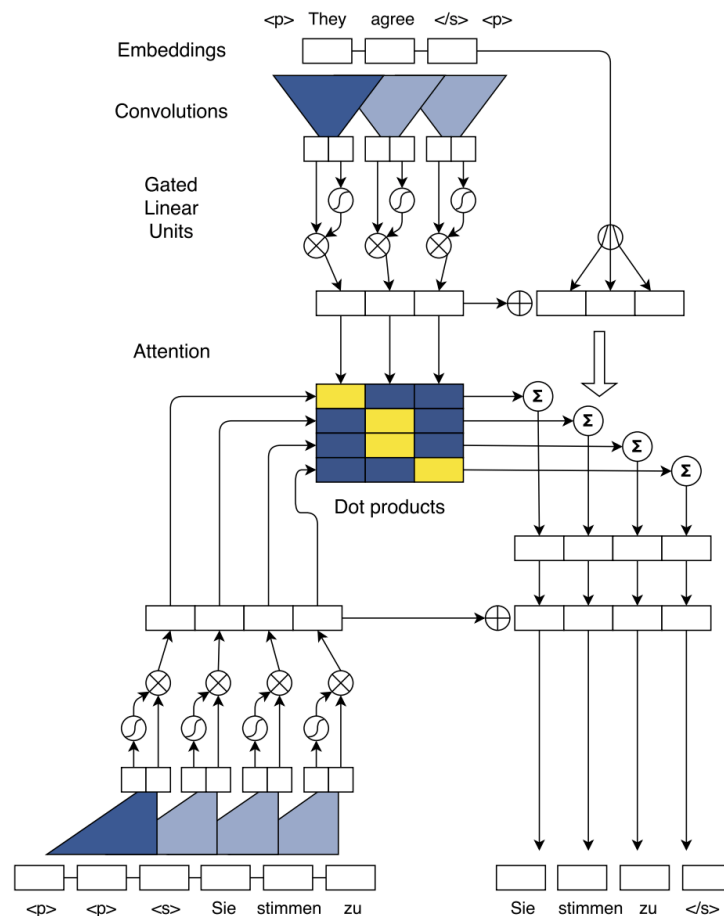 <p> They agree </s> <p>
Embeddings
Convolutions
Gated
Linear
Units
Attention
Σ
Σ
Σ
Σ
Dot products
<p> <p> <s> Sie stimmen zu
Sie stimmen zu </s>